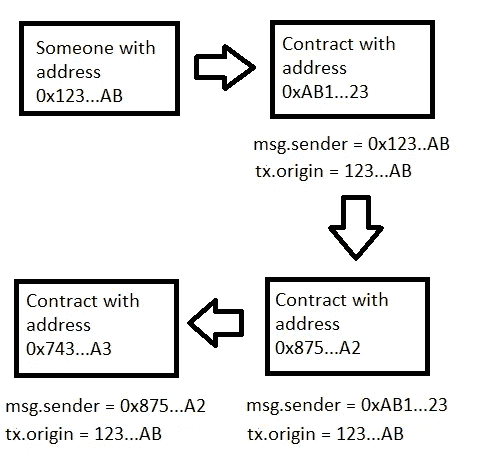 Someone with
address
0x123...AB
Contract with
address
0xAB1...23
msg.sender = 0x123..AB
tx.origin = 123...AB
Contract with
address
0x875...A2
msg.sender = 0xAB1...23
tx.origin = 123...AB
Contract with
address
0x743...A3
msg.sender = 0x875...A2
tx.origin = 123...AB